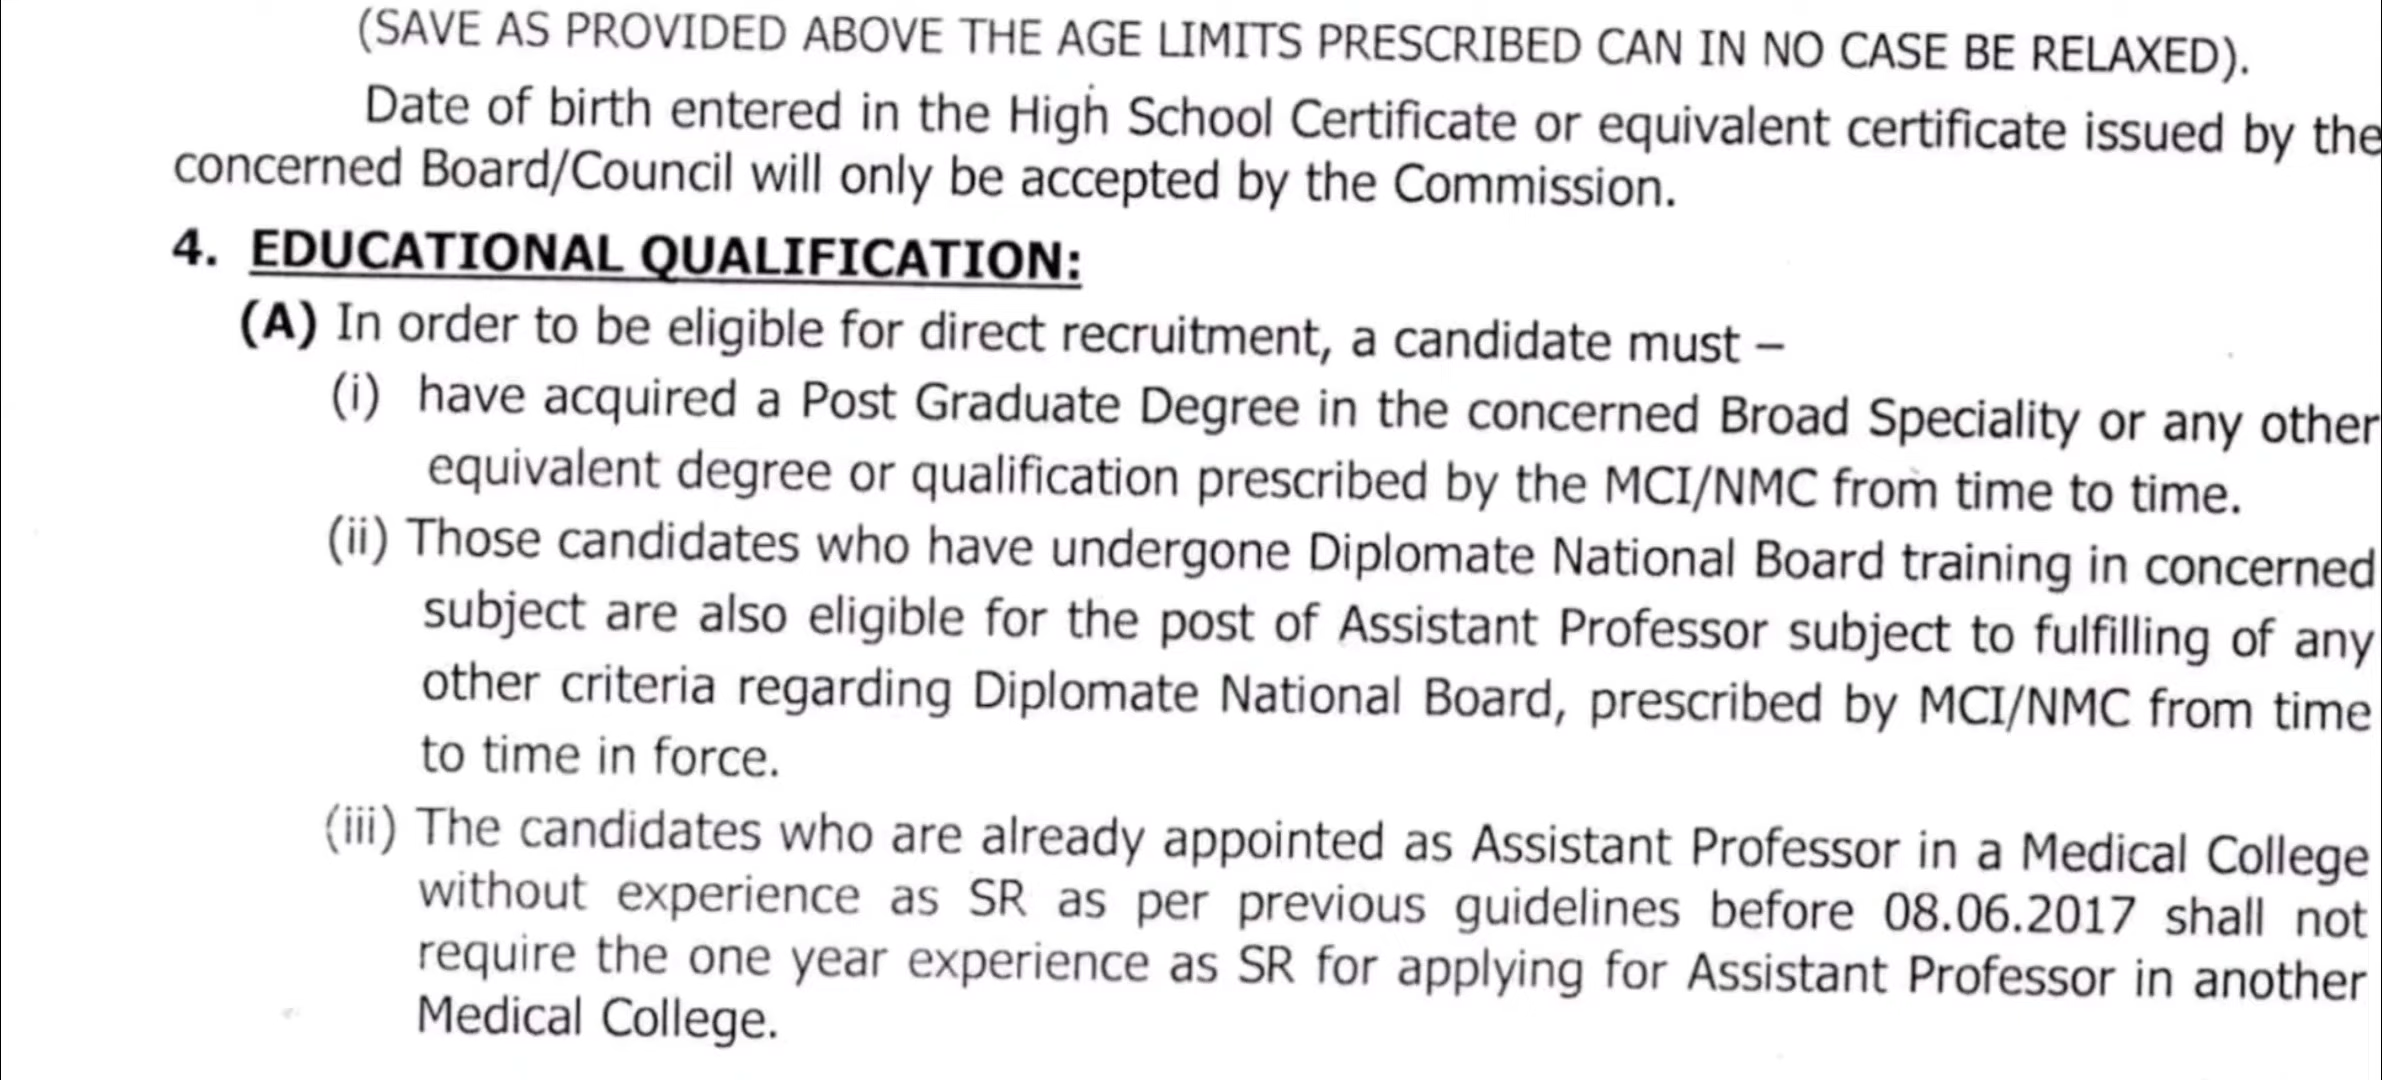 (SAVE AS PROVIDED ABOVE THE AGE LIMITS PRESCRIBED CAN IN NO CASE BE RELAXED).
Date of birth entered in the High School Certificate or equivalent certificate issued by the
concerned Board/Council will only be accepted by the Commission.
4. EDUCATIONAL QUALIFICATION:
(A) In order to be eligible for direct recruitment, a candidate must –
(i) have acquired a Post Graduate Degree in the concerned Broad Speciality or any other
equivalent degree or qualification prescribed by the MCI/NMC from time to time.
(ii) Those candidates who have undergone Diplomate National Board training in concerned
subject are also eligible for the post of Assistant Professor subject to fulfilling of any
other criteria regarding Diplomate National Board, prescribed by MCI/NMC from time
to time in force.
(iii) The candidates who are already appointed as Assistant Professor in a Medical College
without experience as SR as per previous guidelines before 08.06.2017 shall not
require the one year experience as SR for applying for Assistant Professor in another
Medical College.